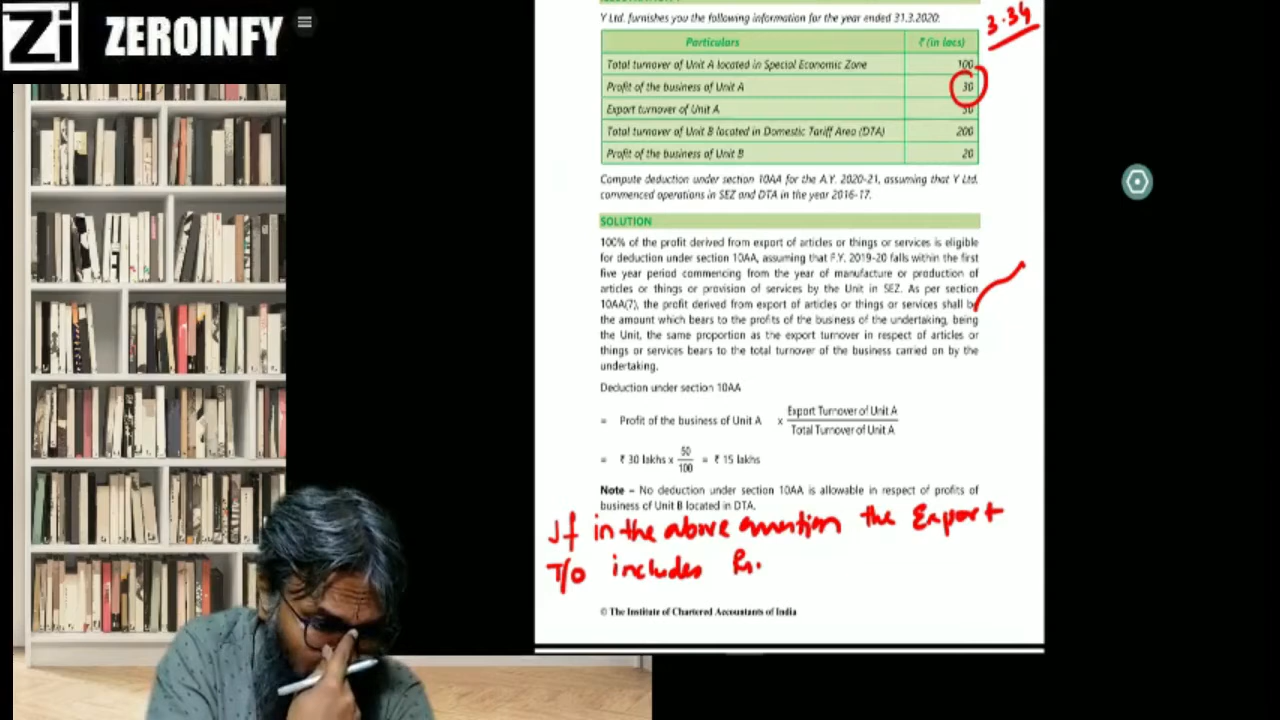 Zi ZEROINFY
Y Ltd. furnishes you the following information for the year ended 31.3.2020:
3.34
Particulars ₹ (in lacs)
Total turnover of Unit A located in Special Economic Zone 100
Profit of the business of Unit A 30
Export turnover of Unit A 50
Total turnover of Unit B located in Domestic Tariff Area (DTA) 200
Profit of the business of Unit B 20
Compute deduction under section 10AA for the A.Y. 2020-21, assuming that Y Ltd.
commenced operations in SEZ and DTA in the year 2016-17.
SOLUTION
100% of the profit derived from export of articles or things or services is eligible
for deduction under section 10AA, assuming that F.Y. 2019-20 falls within the first
five year period commencing from the year of manufacture or production of
articles or things or provision of services by the Unit in SEZ. As per section
10AA(7), the profit derived from export of articles or things or services shall be
the amount which bears to the profits of the business of the undertaking, being
the Unit, the same proportion as the export turnover in respect of articles or
things or services bears to the total turnover of the business carried on by the
undertaking.
Deduction under section 10AA
= Profit of the business of Unit A x Export Turnover of Unit A
Total Turnover of Unit A
= ₹ 30 lakhs x 50/100 = ₹ 15 lakhs
Note – No deduction under section 10AA is allowable in respect of profits of
business of Unit B located in DTA.
If in the above question the Export
T/O includes Rs.
© The Institute of Chartered Accountants of India